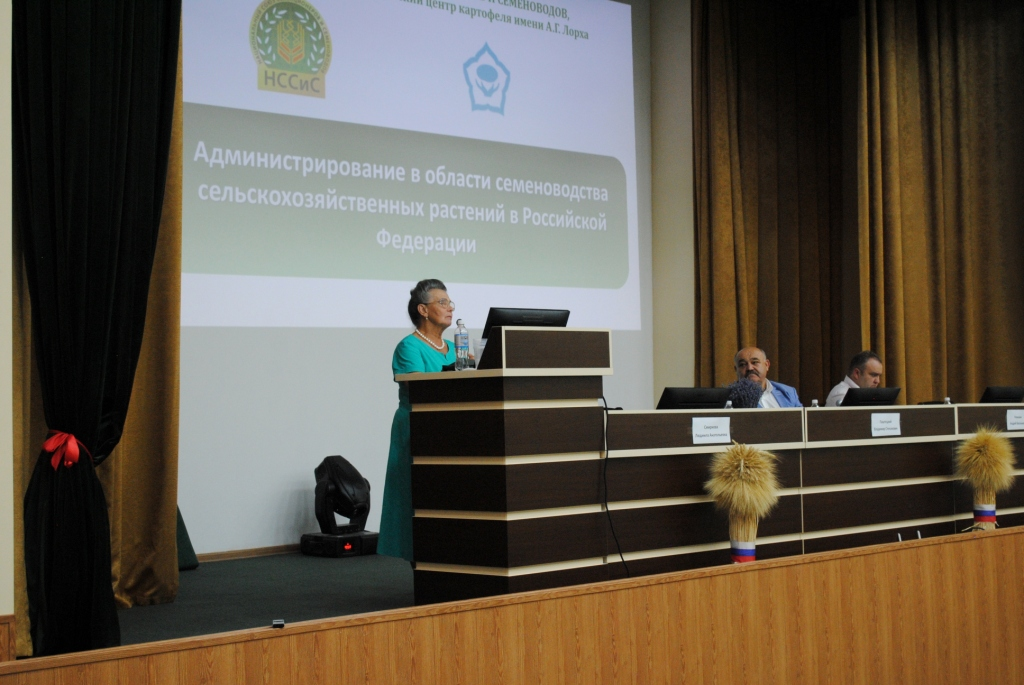 И СЕМЕНОВОДОВ,
центр картофеля имени А.Г. Лорха
НССиС
Администрирование в области семеноводства
сельскохозяйственных растений в Российской
Федерации